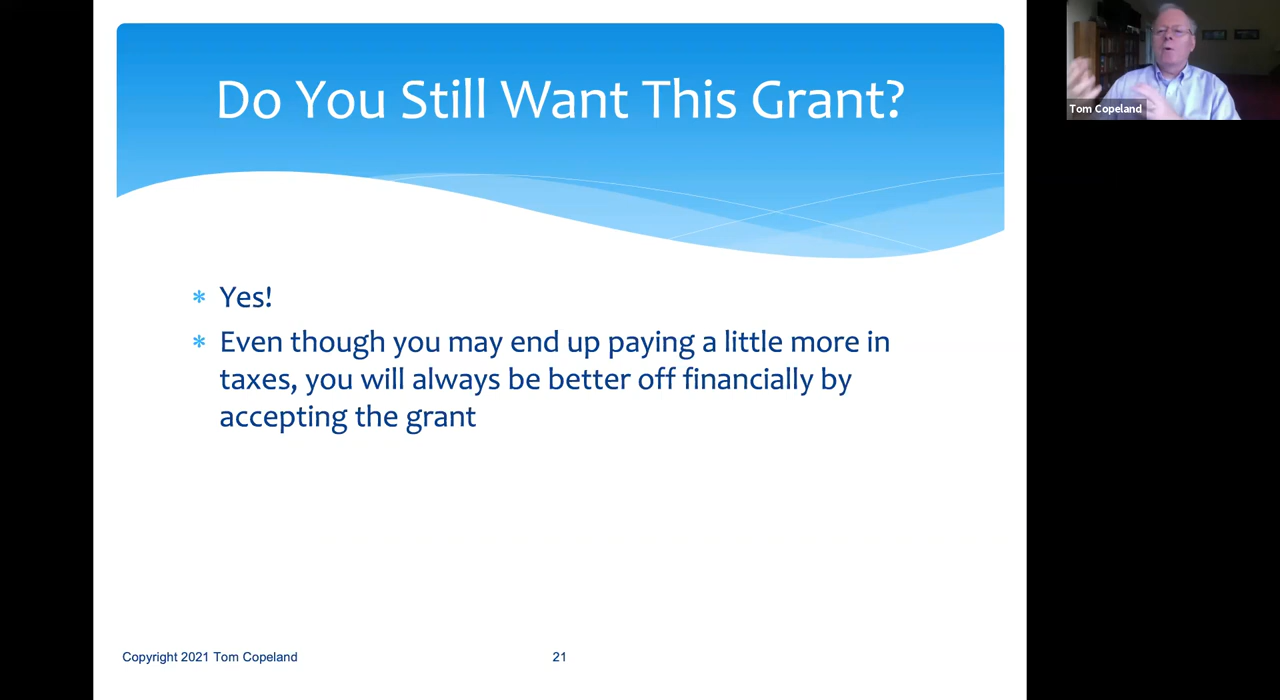 Do You Still Want This Grant?
Tom Copeland
* Yes!
* Even though you may end up paying a little more in
taxes, you will always be better off financially by
accepting the grant
Copyright 2021 Tom Copeland
21